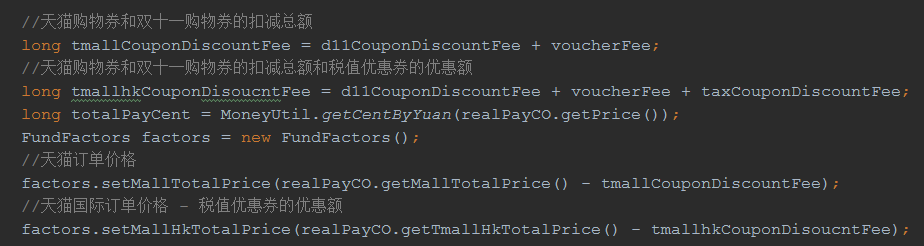 //天猫购物券和双十一购物券的扣减总额
long tmallCouponDiscountFee = d11CouponDiscountFee + voucherFee;
//天猫购物券和双十一购物券的扣减总额和税值优惠券的优惠额
long tmallhkCouponDisoucntFee = d11CouponDiscountFee + voucherFee + taxCouponDiscountFee;
long totalPayCent = MoneyUtil.getCentByYuan(realPayCO.getPrice());
FundFactors factors = new FundFactors();
//天猫订单价格
factors.setMallTotalPrice(realPayCO.getMallTotalPrice() - tmallCouponDiscountFee);
//天猫国际订单价格 - 税值优惠券的优惠额
factors.setMallHkTotalPrice(realPayCO.getTmallHkTotalPrice() - tmallhkCouponDisoucntFee);